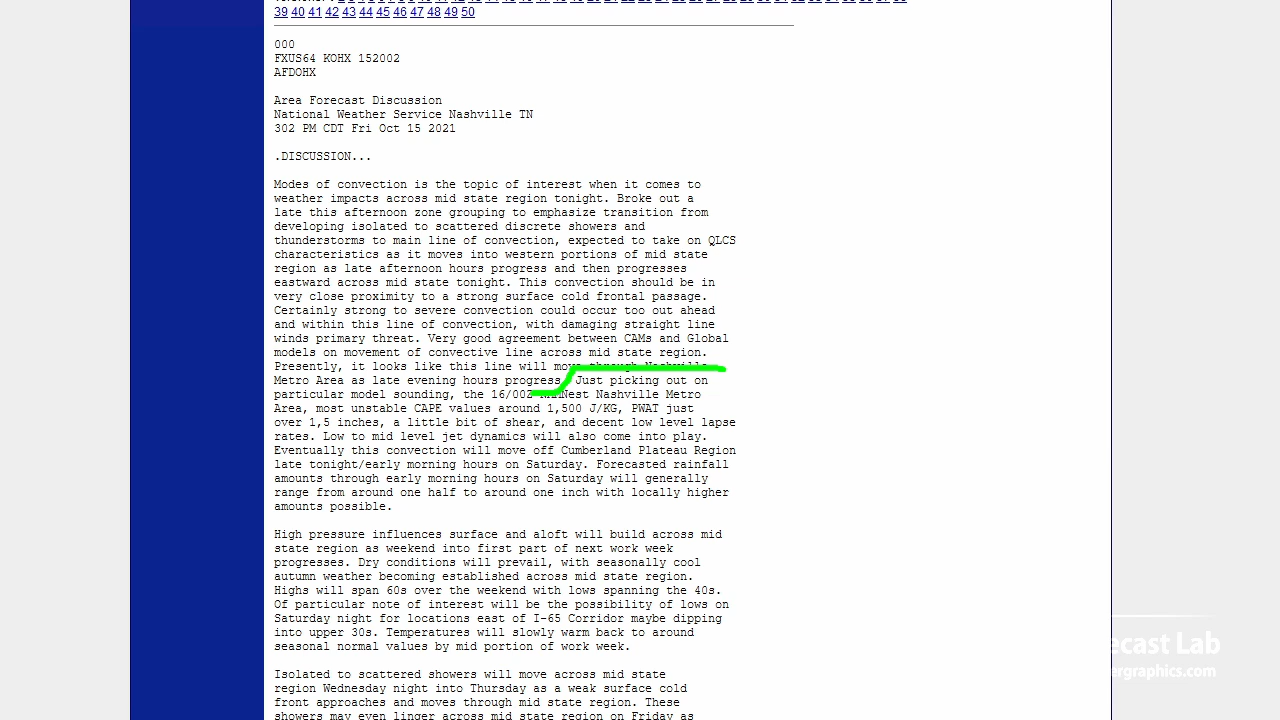 39 40 41 42 43 44 45 46 47 48 49 50
000
FXUS64 KOHX 152002
AFDOHX
Area Forecast Discussion
National Weather Service Nashville TN
302 PM CDT Fri Oct 15 2021
.DISCUSSION...
Modes of convection is the topic of interest when it comes to
weather impacts across mid state region tonight. Broke out a
late this afternoon zone grouping to emphasize transition from
developing isolated to scattered discrete showers and
thunderstorms to main line of convection, expected to take on QLCS
characteristics as it moves into western portions of mid state
region as late afternoon hours progress and then progresses
eastward across mid state tonight. This convection should be in
very close proximity to a strong surface cold frontal passage.
Certainly strong to severe convection could occur too out ahead
and within this line of convection, with damaging straight line
winds primary threat. Very good agreement between CAMs and Global
models on movement of convective line across mid state region.
Presently, it looks like this line will move through Nashville
Metro Area as late evening hours progress. Just picking out on
particular model sounding, the 16/00Z Nest Nashville Metro
Area, most unstable CAPE values around 1,500 J/KG, PWAT just
over 1,5 inches, a little bit of shear, and decent low level lapse
rates. Low to mid level jet dynamics will also come into play.
Eventually this convection will move off Cumberland Plateau Region
late tonight/early morning hours on Saturday. Forecasted rainfall
amounts through early morning hours on Saturday will generally
range from around one half to around one inch with locally higher
amounts possible.
High pressure influences surface and aloft will build across mid
state region as weekend into first part of next work week
progresses. Dry conditions will prevail, with seasonally cool
autumn weather becoming established across mid state region.
Highs will span 60s over the weekend with lows spanning the 40s.
Of particular note of interest will be the possibility of lows on
Saturday night for locations east of I-65 Corridor maybe dipping
into upper 30s. Temperatures will slowly warm back to around
seasonal normal values by mid portion of work week.
Isolated to scattered showers will move across mid state
region Wednesday night into Thursday as a weak surface cold
front approaches and moves through mid state region. These
showers may even linger across mid state region on Friday as
ecast Lab
ergraphics.com